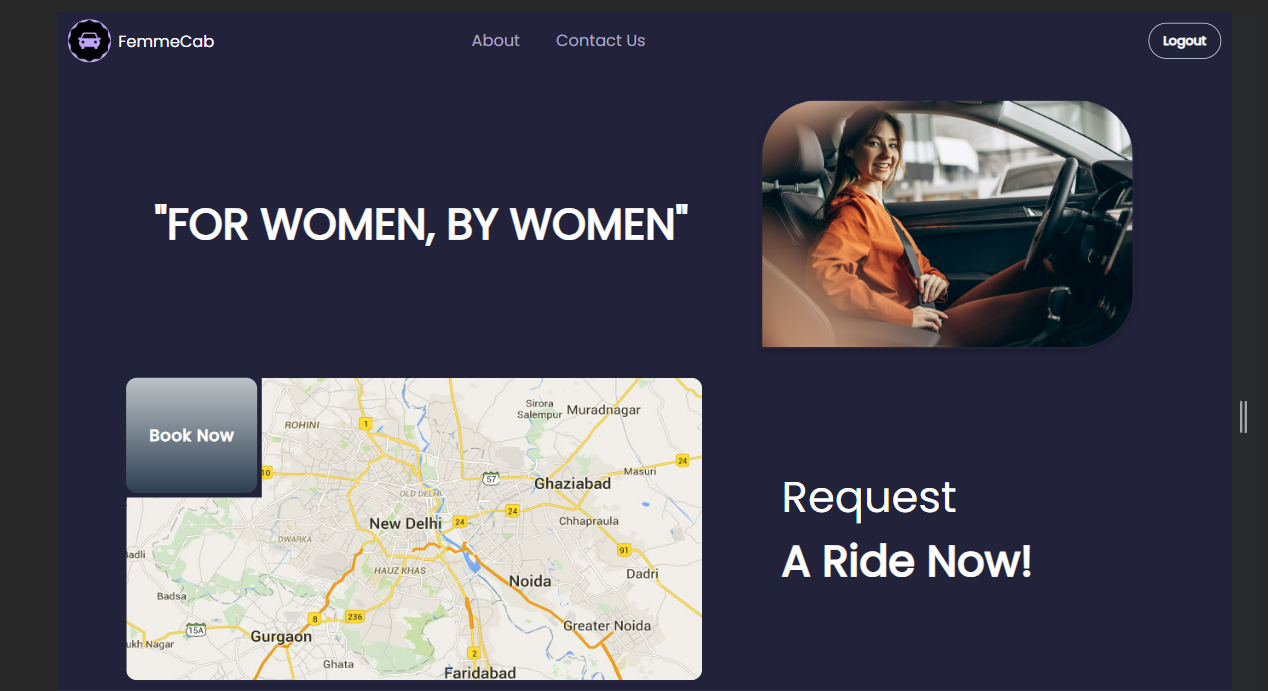 FemmeCab
About
Contact Us
Logout
"FOR WOMEN, BY WOMEN"
Book Now
Sirora
Salempur
Muradnagar
ROHINI
1
24
10
Masuri
57
Ghaziabad
OLD DELHI
24
New Delhi
24
Chhapraula
DWARKA
91
adli
HAUZ KHAS
Noida
Dadri
Badsa
8
236
15A
Gurgaon
Greater Noida
ukh Nagar
2
Ghata
Faridabad
Request
A Ride Now!